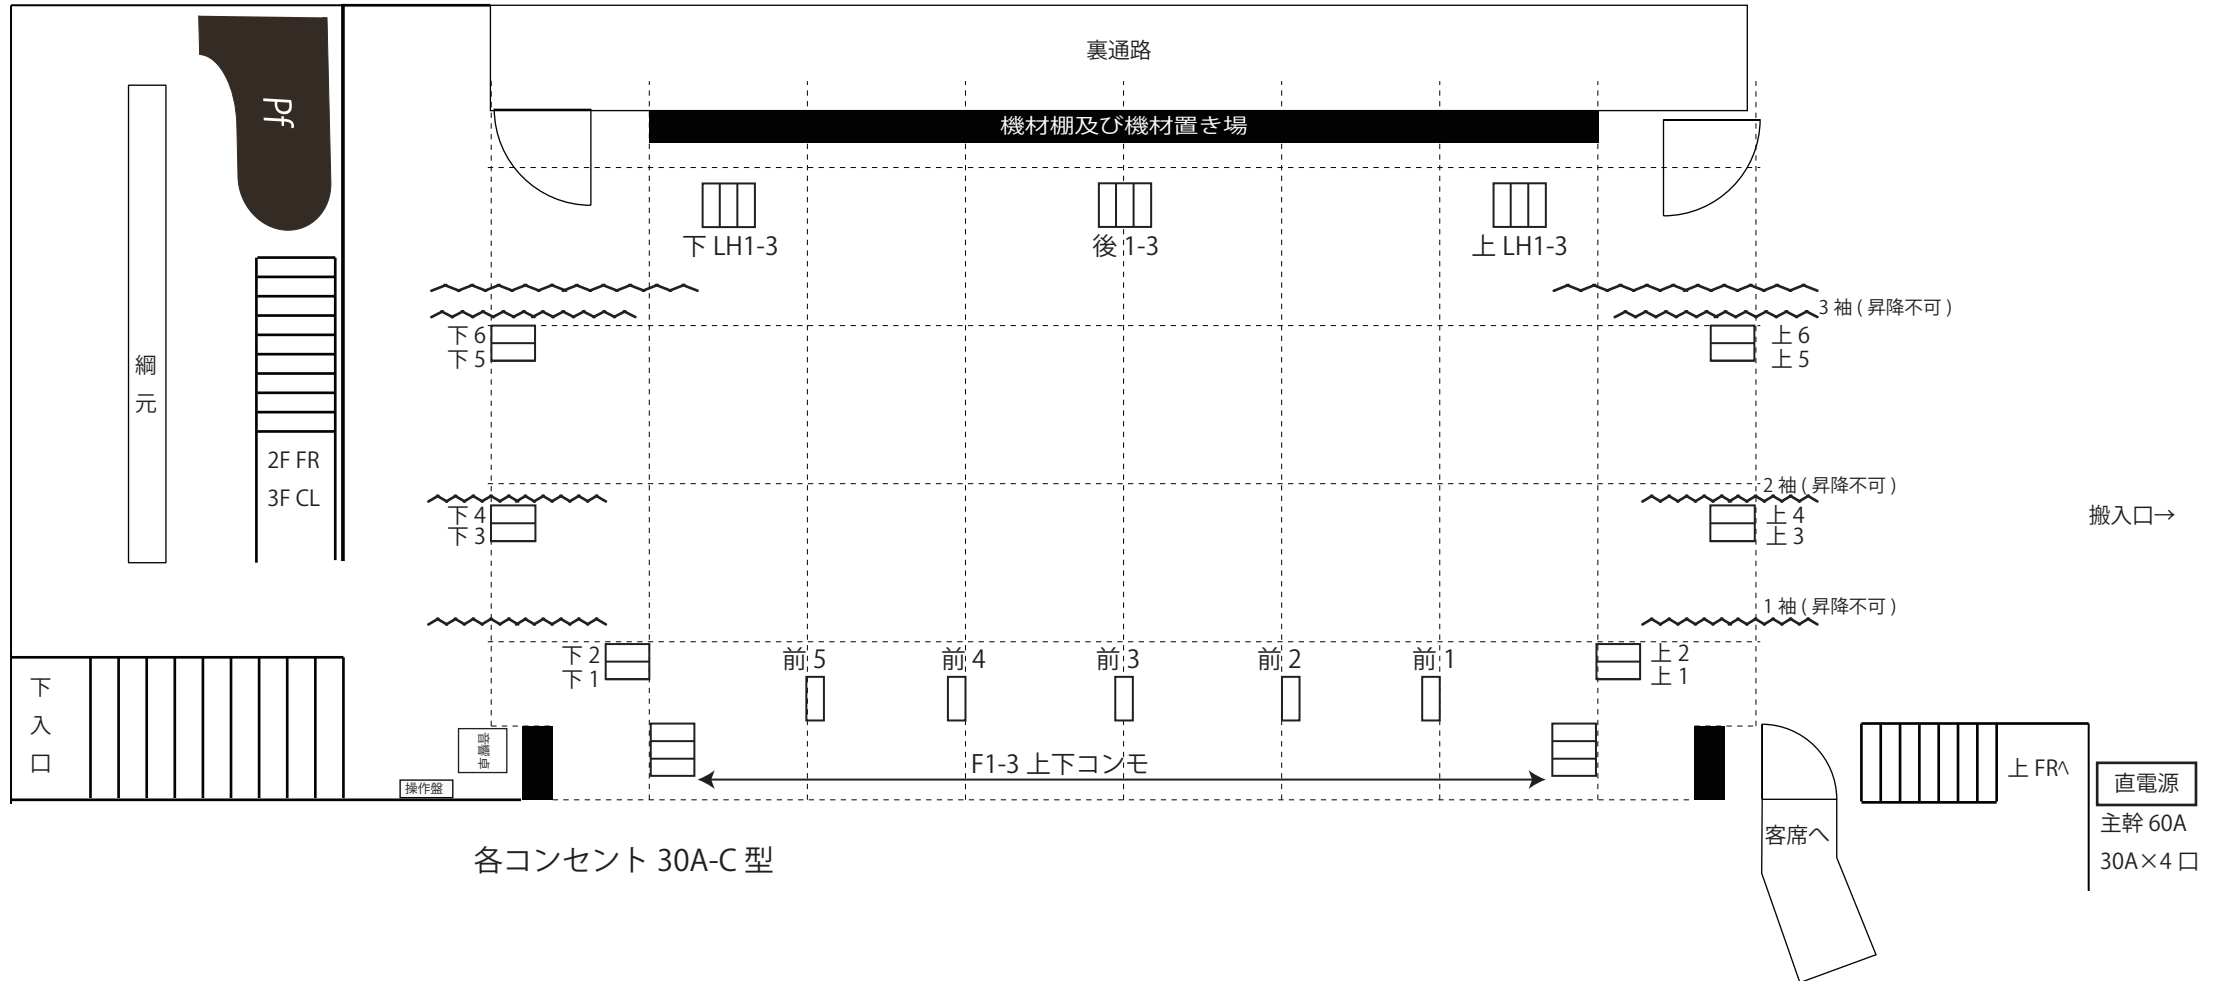 裏通路
pf
機材棚及び機材置き場
下 LH1-3
後 1-3
上 LH1-3
3 袖 ( 昇降不可 )
下 6
下 5
上 6
上 5
綱
元
2F FR
3F CL
2 袖 ( 昇降不可 )
下 4
下 3
上 4
上 3
搬入口→
1 袖 ( 昇降不可 )
下 2
下 1
前 5
前 4
前 3
前 2
前 1
上 2
上 1
下
入
口
音響卓
操作盤
F1-3 上下コンモ
上 FRへ
直電源
主幹 60A
30A×4 口
客席へ
各コンセント 30A-C 型